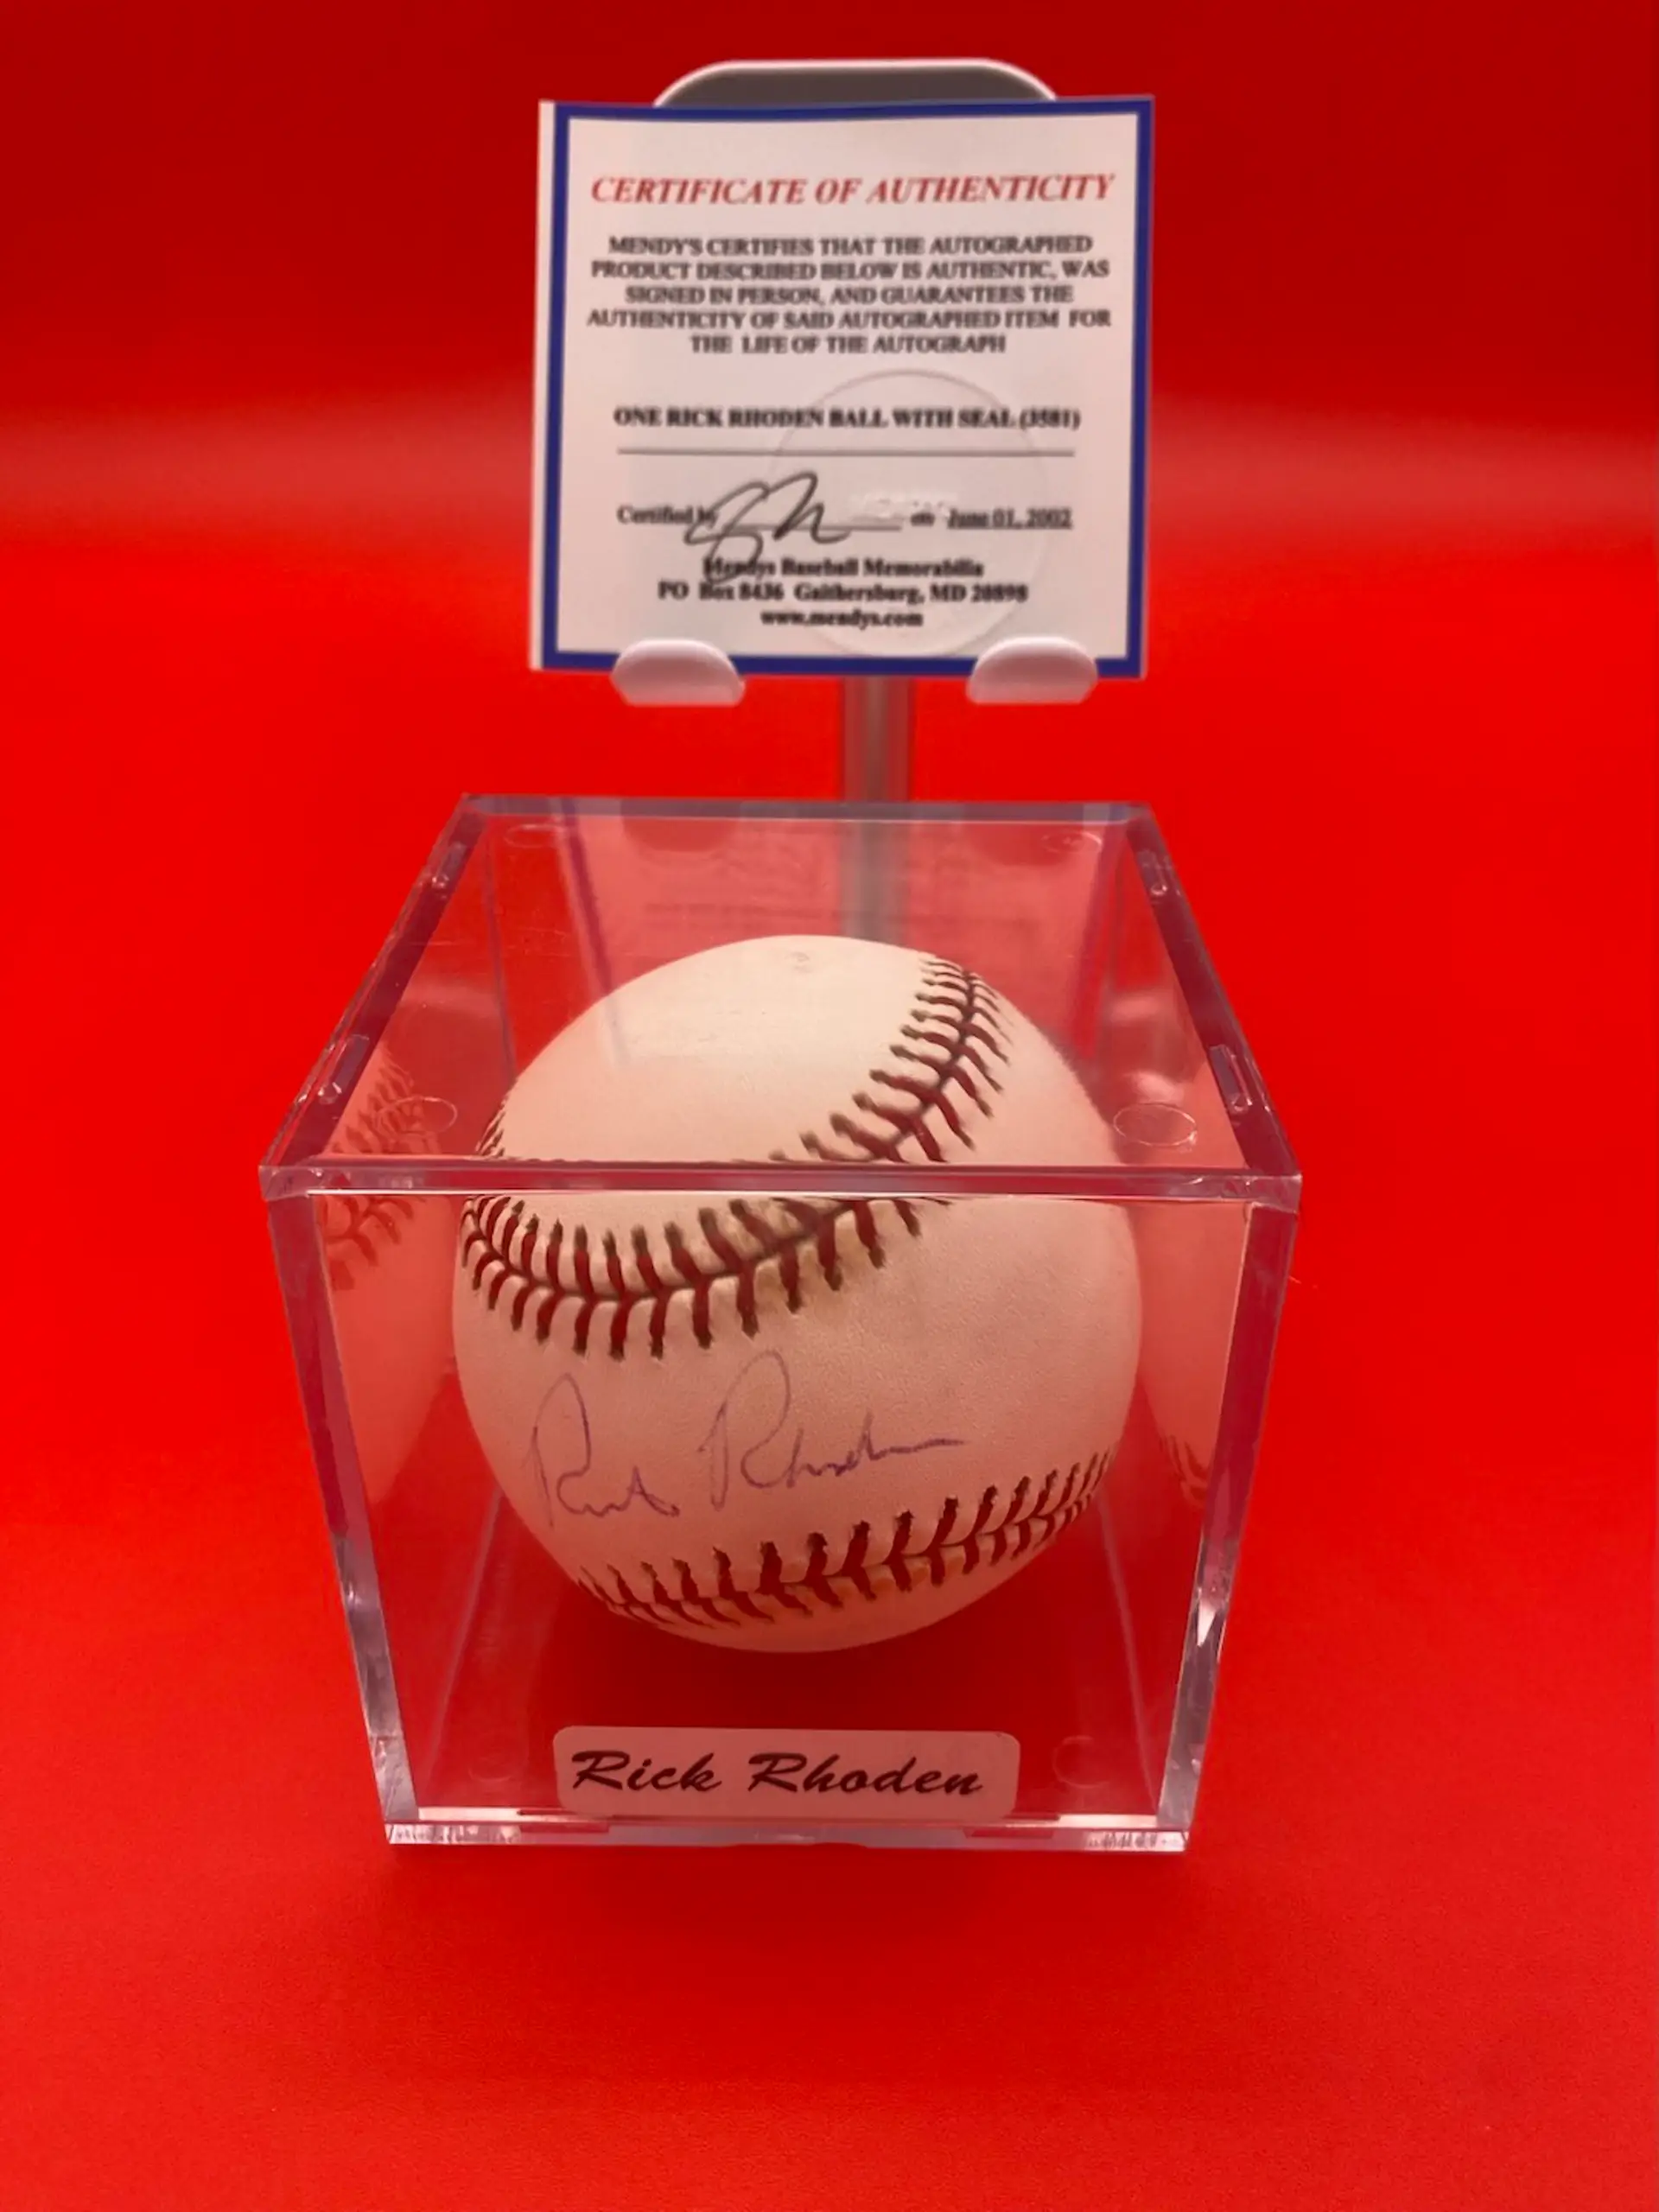 CERTIFICATE OF AUTHENTICITY
MENDY'S CERTIFIES THAT THE AUTOGRAPHED
PRODUCT DESCRIBED BELOW IS AUTHENTIC, WAS
SIGNED IN PERSON, AND GUARANTEES THE
AUTHENTICITY OF SAID AUTOGRAPHED ITEM FOR
THE LIFE OF THE AUTOGRAPH
ONE RICK RHODEN BALL WITH SEAL (3581)
Certified by on June 01, 2002
Mendys Baseball Memorabilia
PO Box 8436 Gaithersburg, MD 20898
www.mendys.com
Rick Rhoden
Rick Rhoden